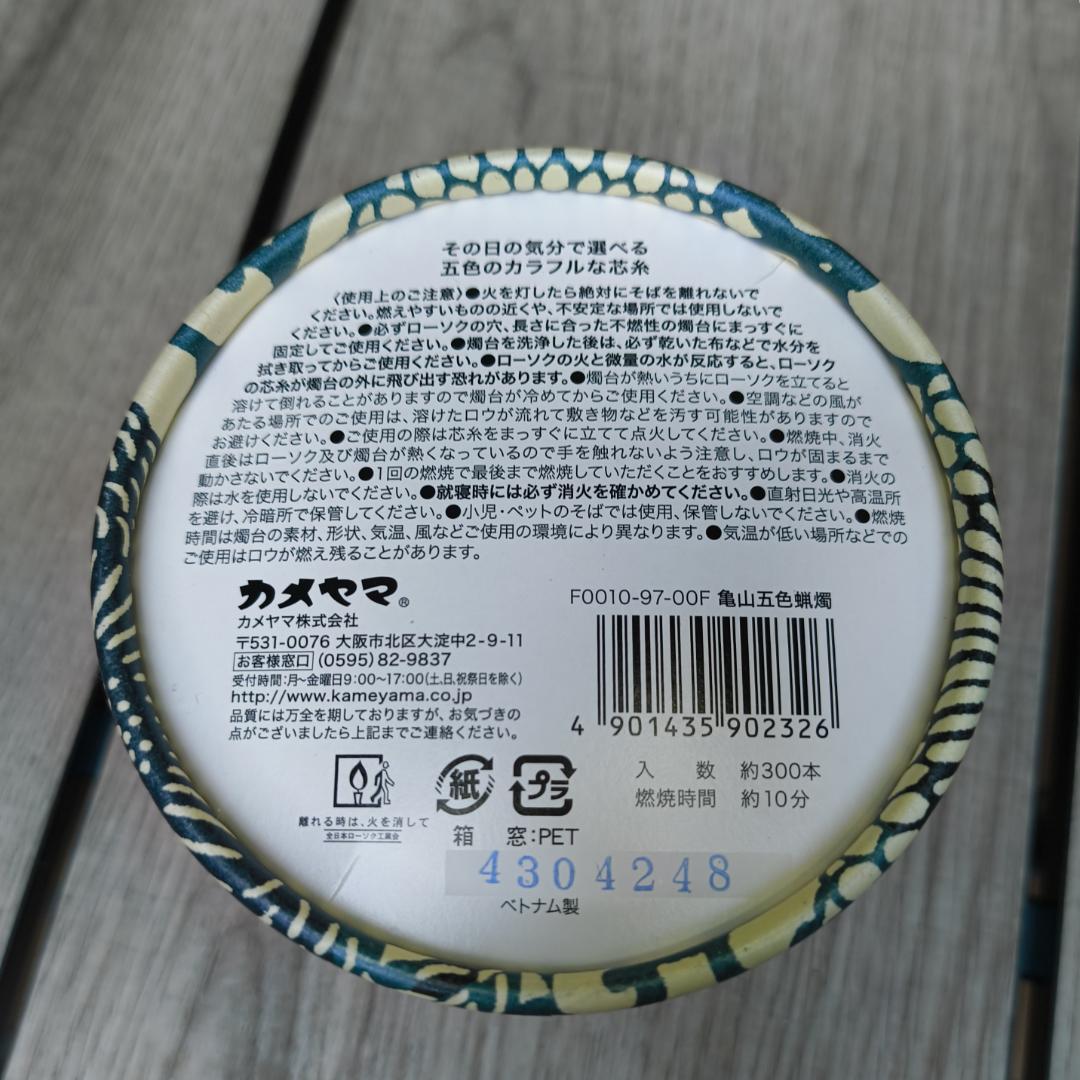 その日の気分で選べる
五色のカラフルな芯糸
〈使用上のご注意〉●火を灯したら絶対にそばを離れないで
ください。燃えやすいものの近くや、不安定な場所では使用しないで
ください。●必ずローソクの穴、長さに合った不燃性の燭台にまっすぐに
固定してご使用ください。●燭台を洗浄した後は、必ず乾いた布などで水分を
拭き取ってからご使用ください。●ローソクの火と微量の水が反応すると、ローソク
の芯糸が燭台の外に飛び出す恐れがあります。●燭台が熱いうちにローソクを立てると
溶けて倒れることがありますので燭台が冷めてからご使用ください。●空調などの風が
あたる場所でのご使用は、溶けたロウが流れて敷き物などを汚す可能性がありますので
お避けください。●ご使用の際は芯糸をまっすぐに立てて点火してください。●燃焼中、消火
直後はローソク及び燭台が熱くなっているので手を触れないよう注意し、ロウが固まるまで
動かさないでください。●1回の燃焼で最後まで燃焼していただくことをおすすめします。●消火の
際は水を使用しないでください。●就寝時には必ず消火を確かめてください。●直射日光や高温所
を避け、冷暗所で保管してください。●小児・ペットのそばでは使用、保管しないでください。●燃焼
時間は燭台の素材、形状、気温、風などご使用の環境により異なります。●気温が低い場所などでの
ご使用はロウが燃え残ることがあります。
カメヤマ®
カメヤマ株式会社
〒531-0076 大阪市北区大淀中2-9-11
お客様窓口 (0595)82-9837
受付時間:月〜金曜日9:00〜17:00(土、日、祝祭日を除く)
http://www.kameyama.co.jp
品質には万全を期しておりますが、お気づきの
点がございましたら上記までご連絡ください。
F0010-97-00F 亀山五色蝋燭
4 901435 902326
入 数 約300本
燃焼時間 約10分
離れる時は、火を消して
全日本ローソク工業会
紙
箱
プラ
窓:PET
4304248
ベトナム製